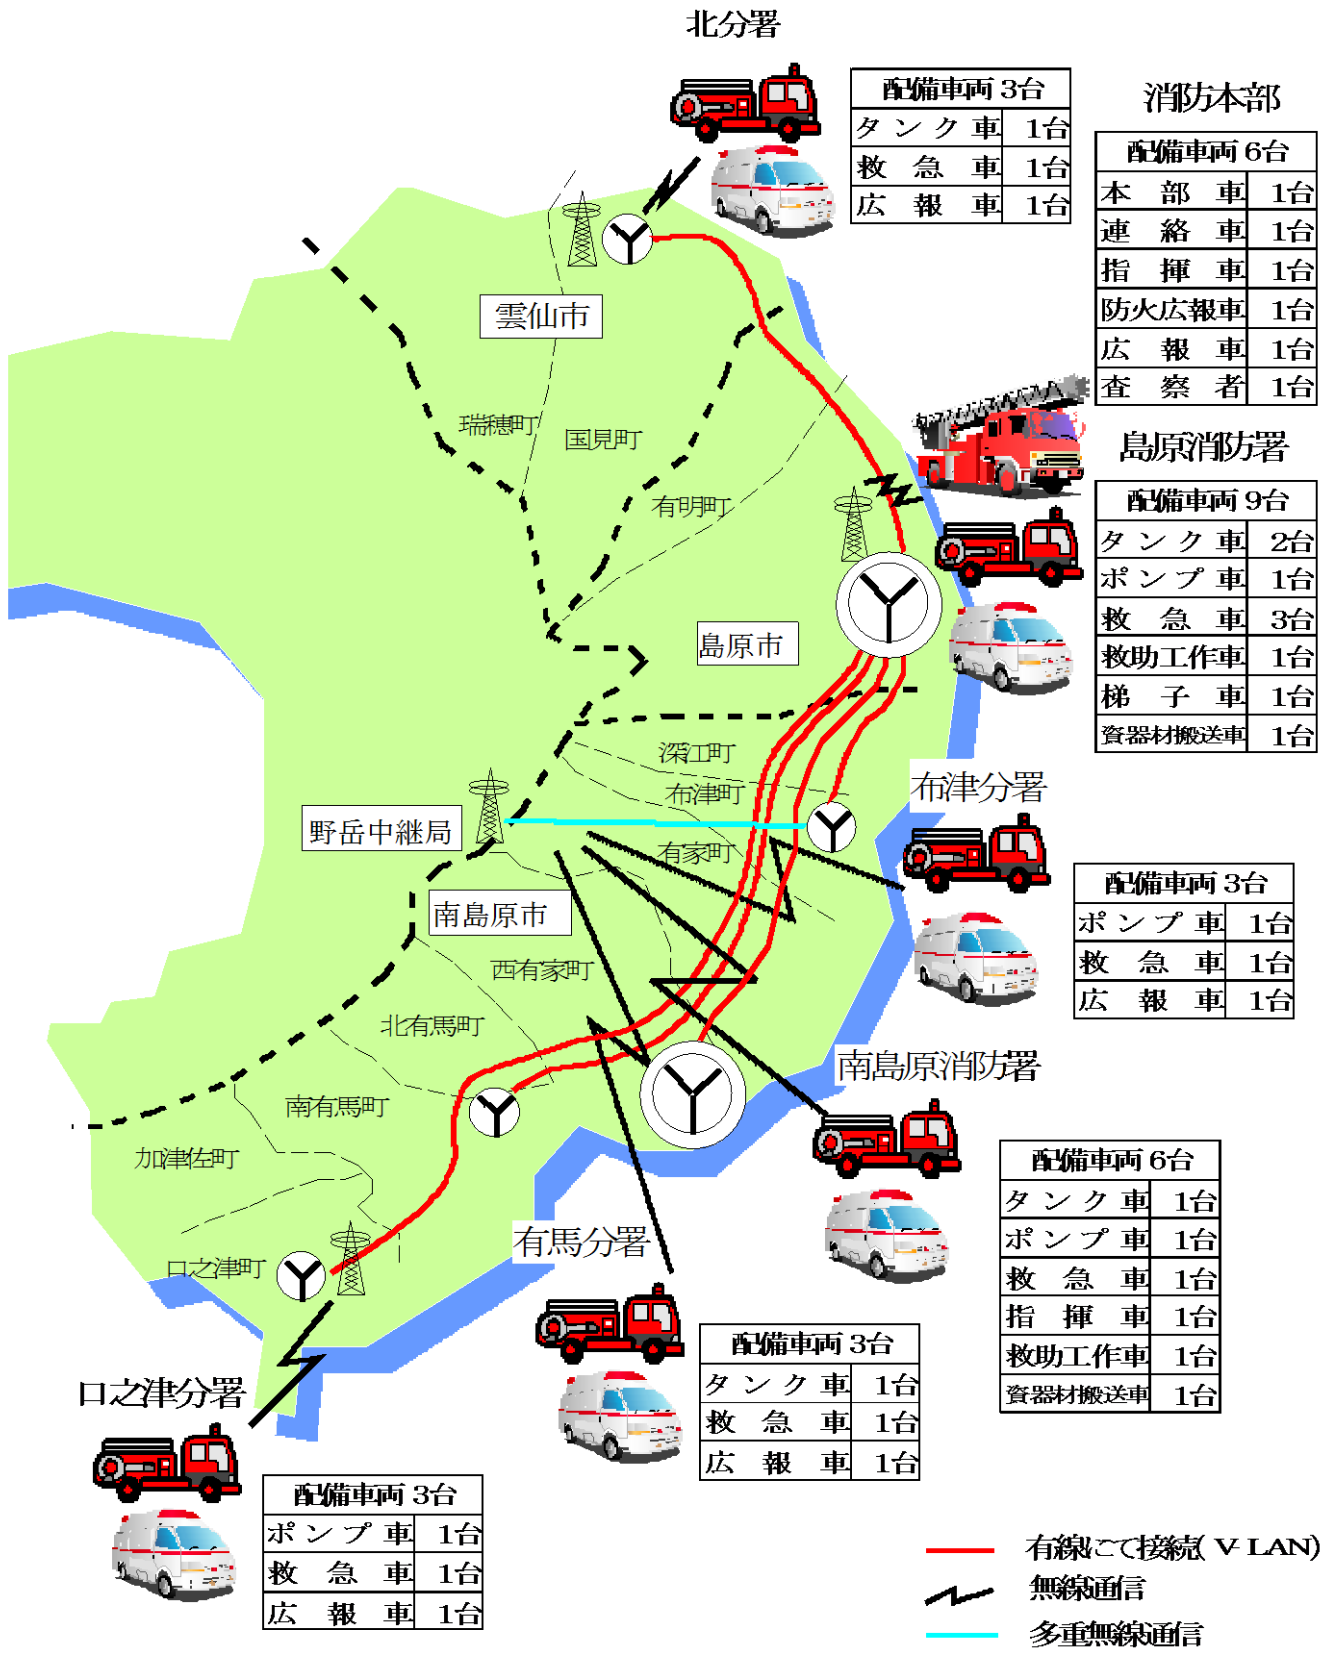 北分署
配備車両 3台
タンク車 1台
救急車 1台
広報車 1台
消防本部
配備車両 6台
本部車 1台
連絡車 1台
指揮車 1台
防火広報車 1台
広報車 1台
査察者 1台
雲仙市
瑞穂町
国見町
有明町
島原消防署
配備車両 9台
タンク車 2台
ポンプ車 1台
救急車 3台
救助工作車 1台
梯子車 1台
資器材搬送車 1台
島原市
深江町
布津町
有家町
野岳中継局
南島原市
布津分署
配備車両 3台
ポンプ車 1台
救急車 1台
広報車 1台
西有家町
北有馬町
南有馬町
加津佐町
口之津町
南島原消防署
配備車両 6台
タンク車 1台
ポンプ車 1台
救急車 1台
指揮車 1台
救助工作車 1台
資器材搬送車 1台
有馬分署
配備車両 3台
タンク車 1台
救急車 1台
広報車 1台
口之津分署
配備車両 3台
ポンプ車 1台
救急車 1台
広報車 1台
有線にて接続( V-LAN)
無線通信
多重無線通信